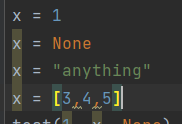 x = 1
x = None
x = "anything"
x = [3,4,5]